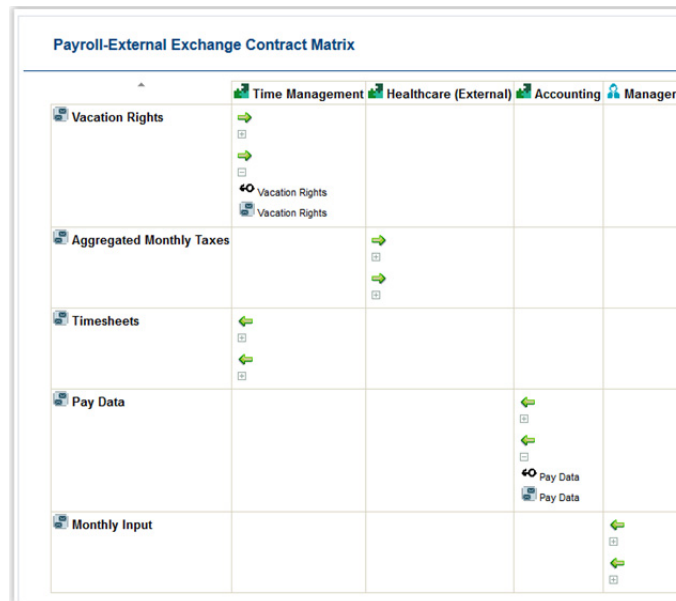 Payroll-External Exchange Contract Matrix
Time Management Healthcare (External) Accounting Manager
Vacation Rights
Vacation Rights
Vacation Rights
Aggregated Monthly Taxes
Timesheets
Pay Data
Pay Data
Pay Data
Monthly Input